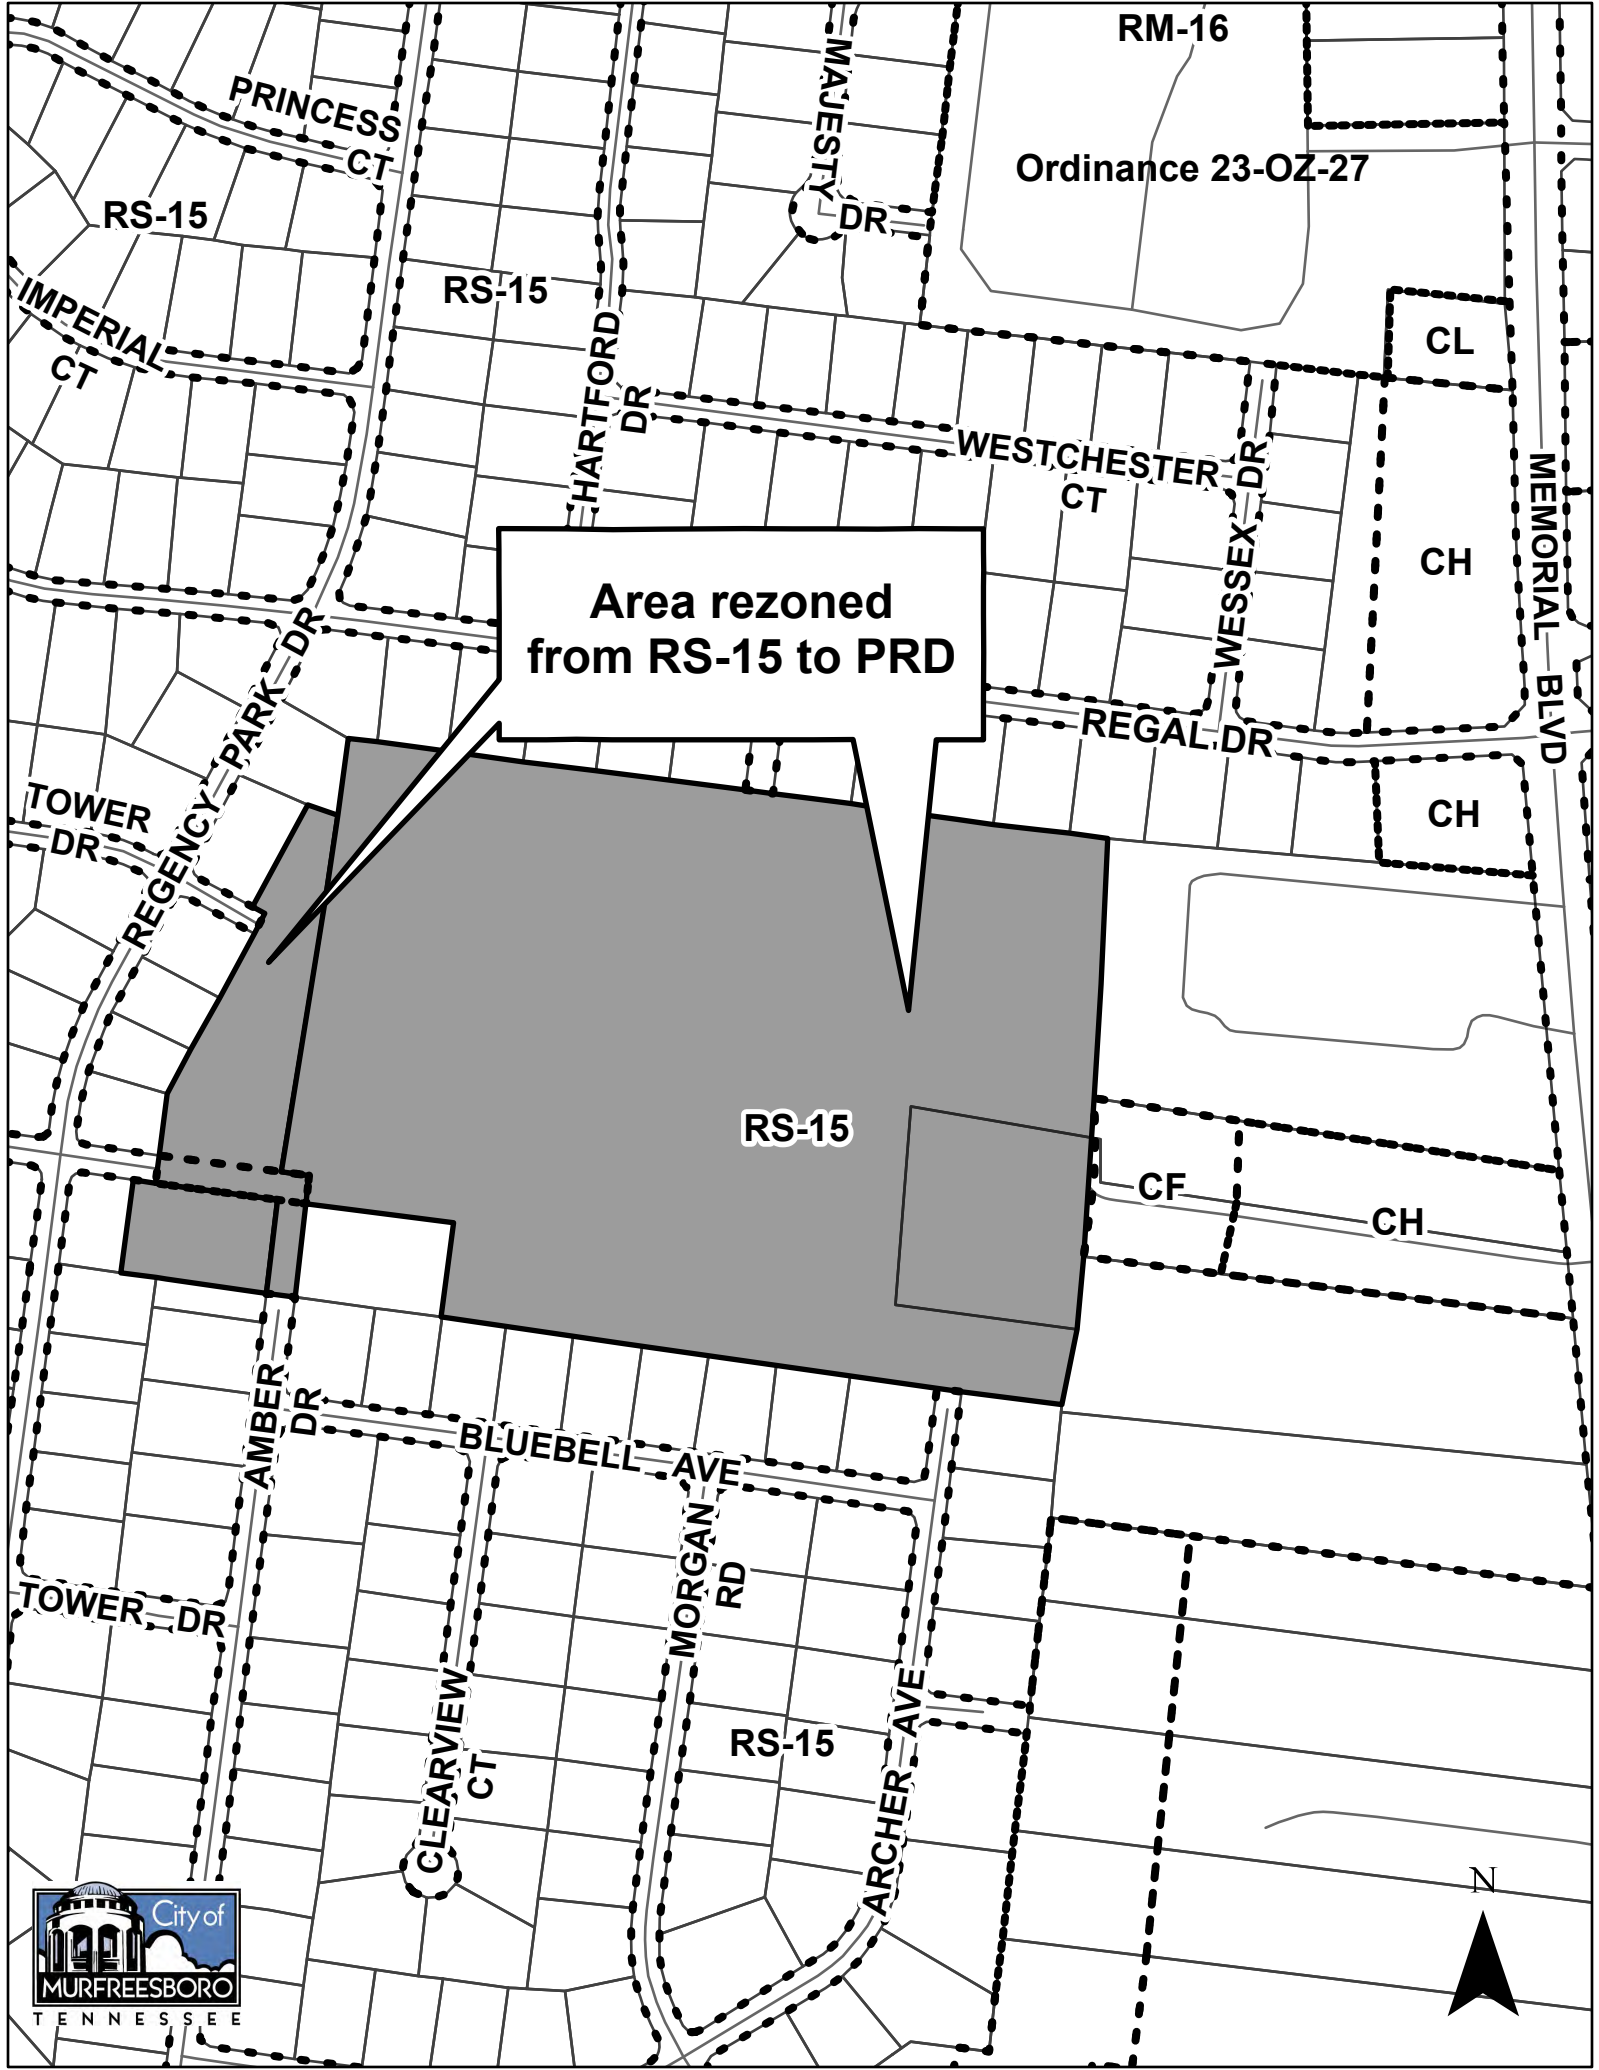 RM-16
MAJESTY
DR
PRINCESS
CT
Ordinance 23-OZ-27
RS-15
RS-15
IMPERIAL
CT
CL
HARTFORD
DR
WESTCHESTER
CT
WESSEX DR
MEMORIAL BLVD
CH
Area rezoned
from RS-15 to PRD
REGENCY PARK DR
REGAL DR
TOWER
DR
CH
RS-15
CF
CH
AMBER
DR
BLUEBELL AVE
MORGAN
RD
TOWER DR
CLEARVIEW
CT
RS-15
ARCHER AVE
N
City of
MURFREESBORO
TENNESSEE